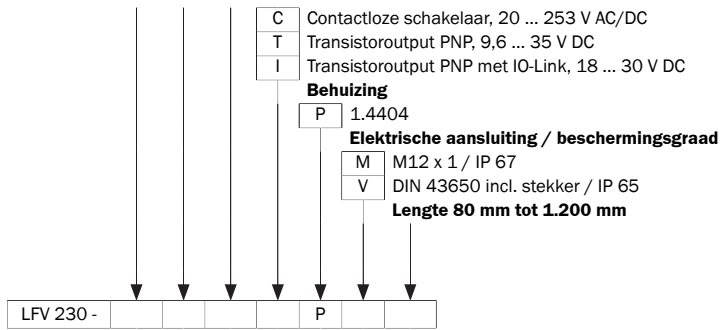 C Contactloze schakelaar, 20 ... 253 V AC/DC
T Transistoroutput PNP, 9,6 ... 35 V DC
I Transistoroutput PNP met IO-Link, 18 ... 30 V DC
Behuizing
P 1.4404
Elektrische aansluiting / beschermingsgraad
M M12 x 1 / IP 67
V DIN 43650 incl. stekker / IP 65
Lengte 80 mm tot 1.200 mm
LFV 230 - P